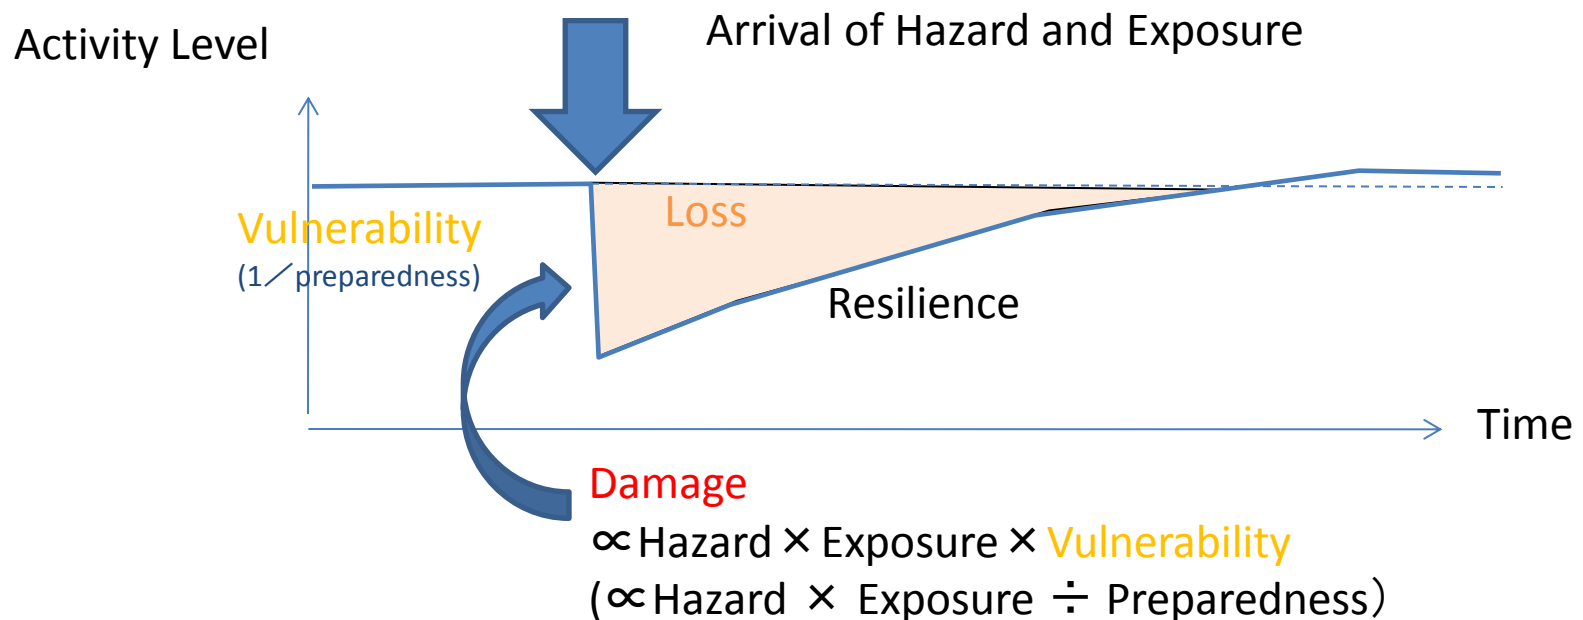 Activity Level
Arrival of Hazard and Exposure
Vulnerability
(1／preparedness)
Loss
Resilience
Time
Damage
∝Hazard×Exposure×Vulnerability
(∝Hazard × Exposure ÷ Preparedness）